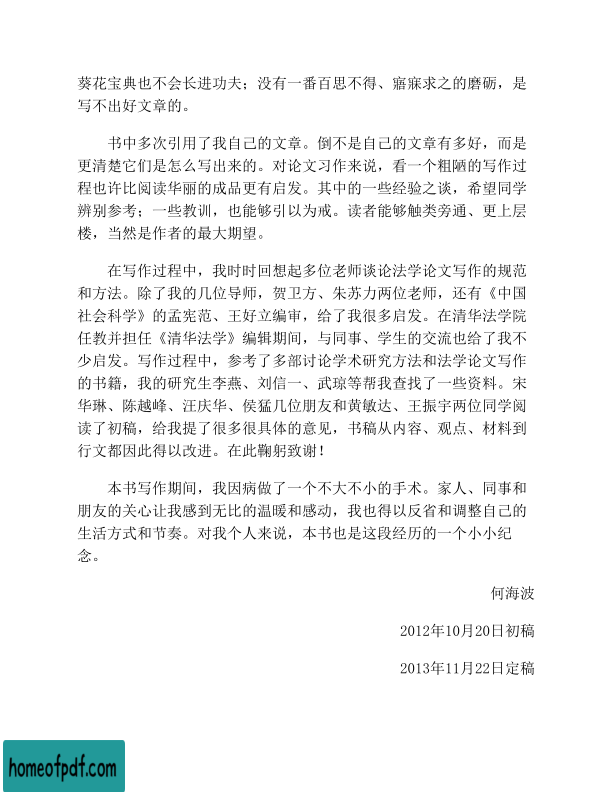 葵花宝典也不会长进功夫；没有一番百思不得、寤寐求之的磨砺，是
写不出好文章的。
书中多次引用了我自己的文章。倒不是自己的文章有多好，而是
更清楚它们是怎么写出来的。对论文习作来说，看一个粗陋的写作过
程也许比阅读华丽的成品更有启发。其中的一些经验之谈，希望同学
辨别参考；一些教训，也能够引以为戒。读者能够触类旁通、更上层
楼，当然是作者的最大期望。
在写作过程中，我时时回想起多位老师谈论法学论文写作的规范
和方法。除了我的几位导师，贺卫方、朱苏力两位老师，还有《中国
社会科学》的孟宪范、王好立编审，给了我很多启发。在清华法学院
任教并担任《清华法学》编辑期间，与同事、学生的交流也给了我不
少启发。写作过程中，参考了多部讨论学术研究方法和法学论文写作
的书籍，我的研究生李燕、刘信一、武琼等帮我查找了一些资料。宋
华琳、陈越峰、汪庆华、侯猛几位朋友和黄敏达、王振宇两位同学阅
读了初稿，给我提了很多很具体的意见，书稿从内容、观点、材料到
行文都因此得以改进。在此鞠躬致谢！
本书写作期间，我因病做了一个不大不小的手术。家人、同事和
朋友的关心让我感到无比的温暖和感动，我也得以反省和调整自己的
生活方式和节奏。对我个人来说，本书也是这段经历的一个小小纪
念。
何海波
2012年10月20日初稿
2013年11月22日定稿
homeofpdf.com